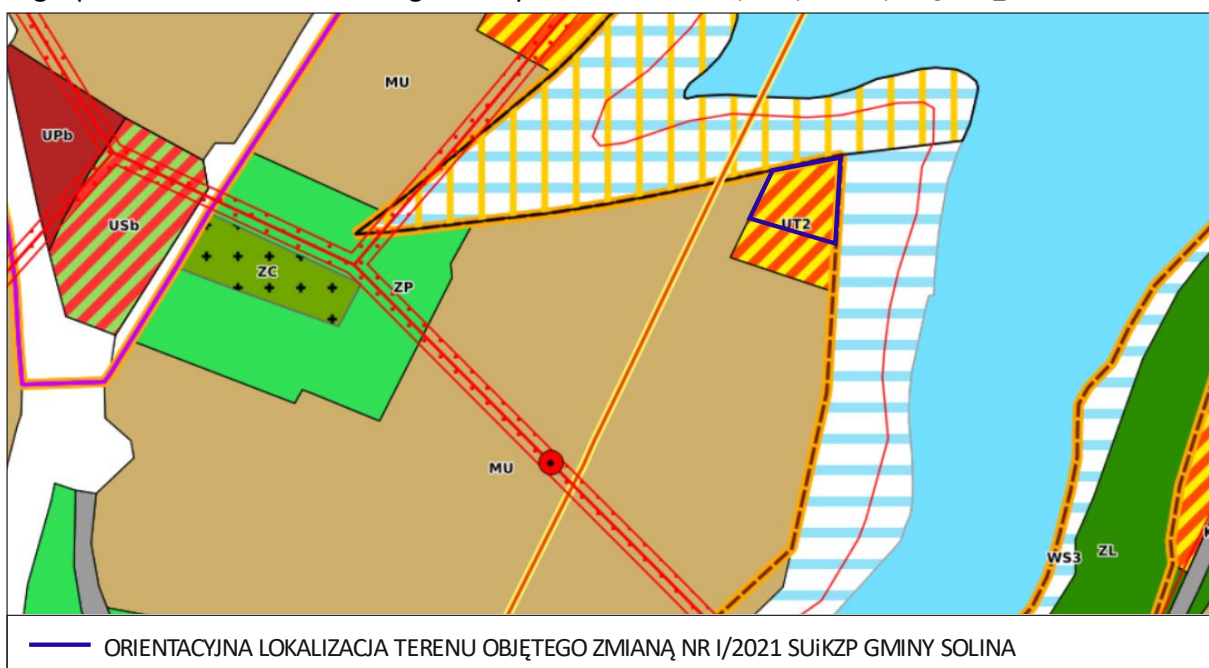 MU
UPb
USb
UT2
ZC
ZP
MU
WS3
ZL
ORIENTACYJNA LOKALIZACJA TERENU OBJĘTEGO ZMIANĄ NR I/2021 SUiKZP GMINY SOLINA